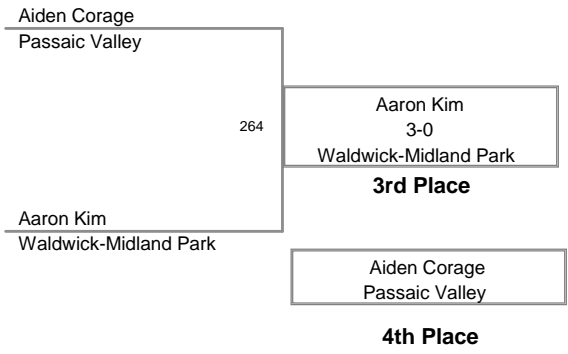 Aiden Corage
Passaic Valley
264
Aaron Kim
3-0
Waldwick-Midland Park
3rd Place
Aaron Kim
Waldwick-Midland Park
Aiden Corage
Passaic Valley
4th Place